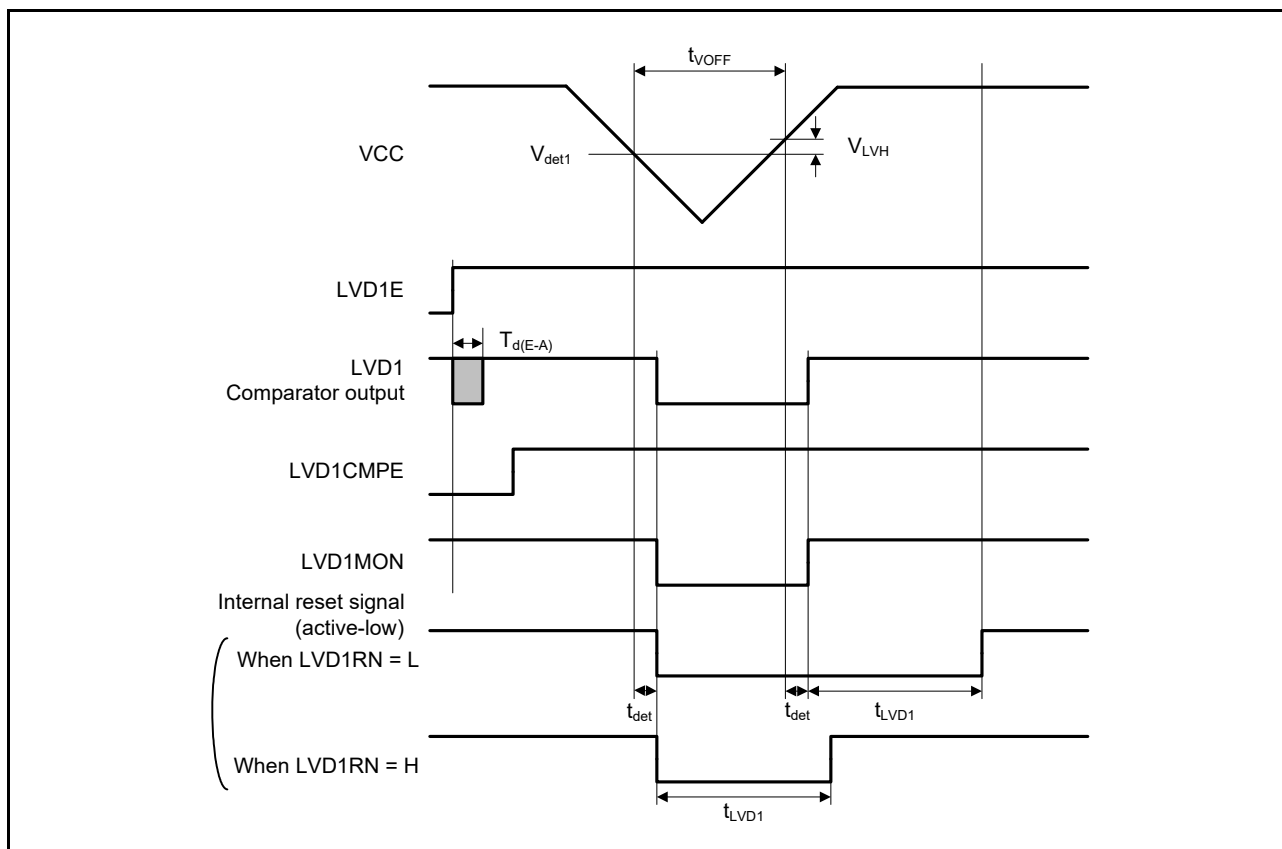 tVOFF
VCC
Vdet1
VLVH
LVD1E
Td(E-A)
LVD1
Comparator output
LVD1CMPE
LVD1MON
Internal reset signal
(active-low)
When LVD1RN = L
tdet
tdet
tLVD1
When LVD1RN = H
tLVD1